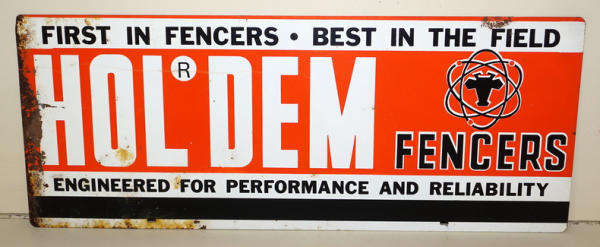 FIRST IN FENCERS • BEST IN THE FIELD
HOL®DEM
FENCERS
ENGINEERED FOR PERFORMANCE AND RELIABILITY